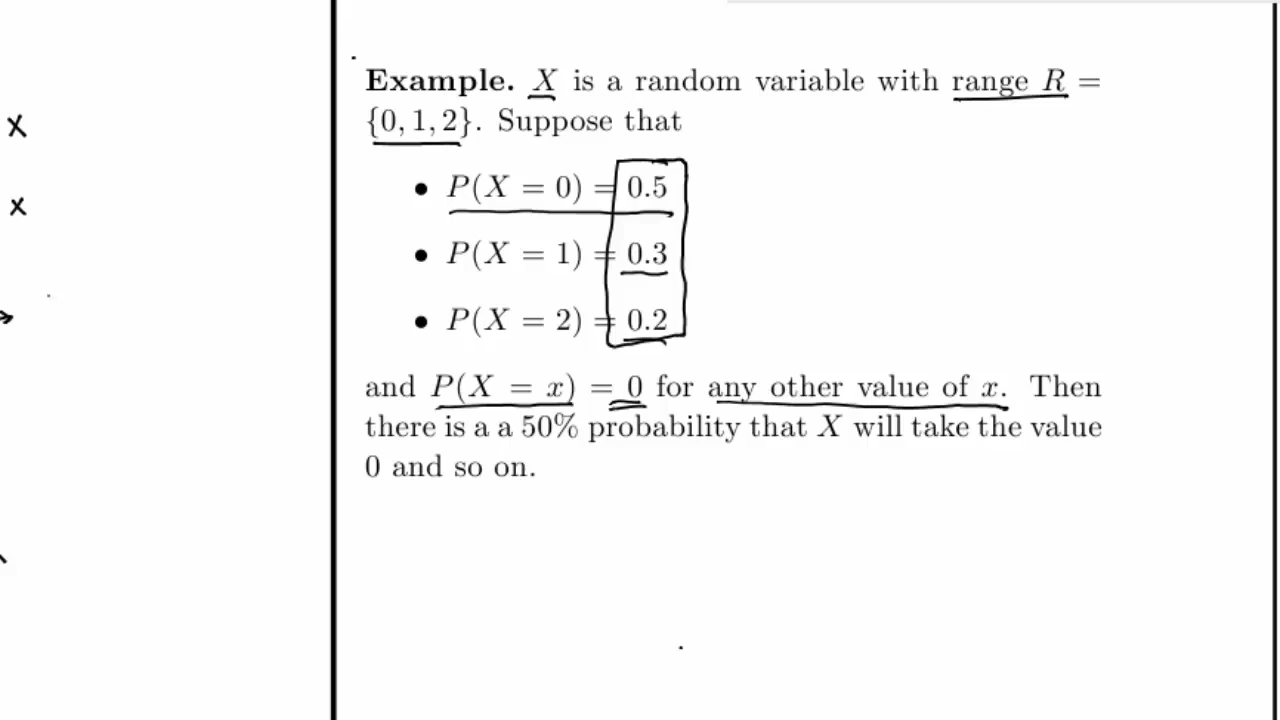 Example. X is a random variable with range R =
{0, 1, 2}. Suppose that
• P(X = 0) = 0.5
• P(X = 1) = 0.3
• P(X = 2) = 0.2
and P(X = x) = 0 for any other value of x. Then
there is a a 50% probability that X will take the value
0 and so on.
x
x